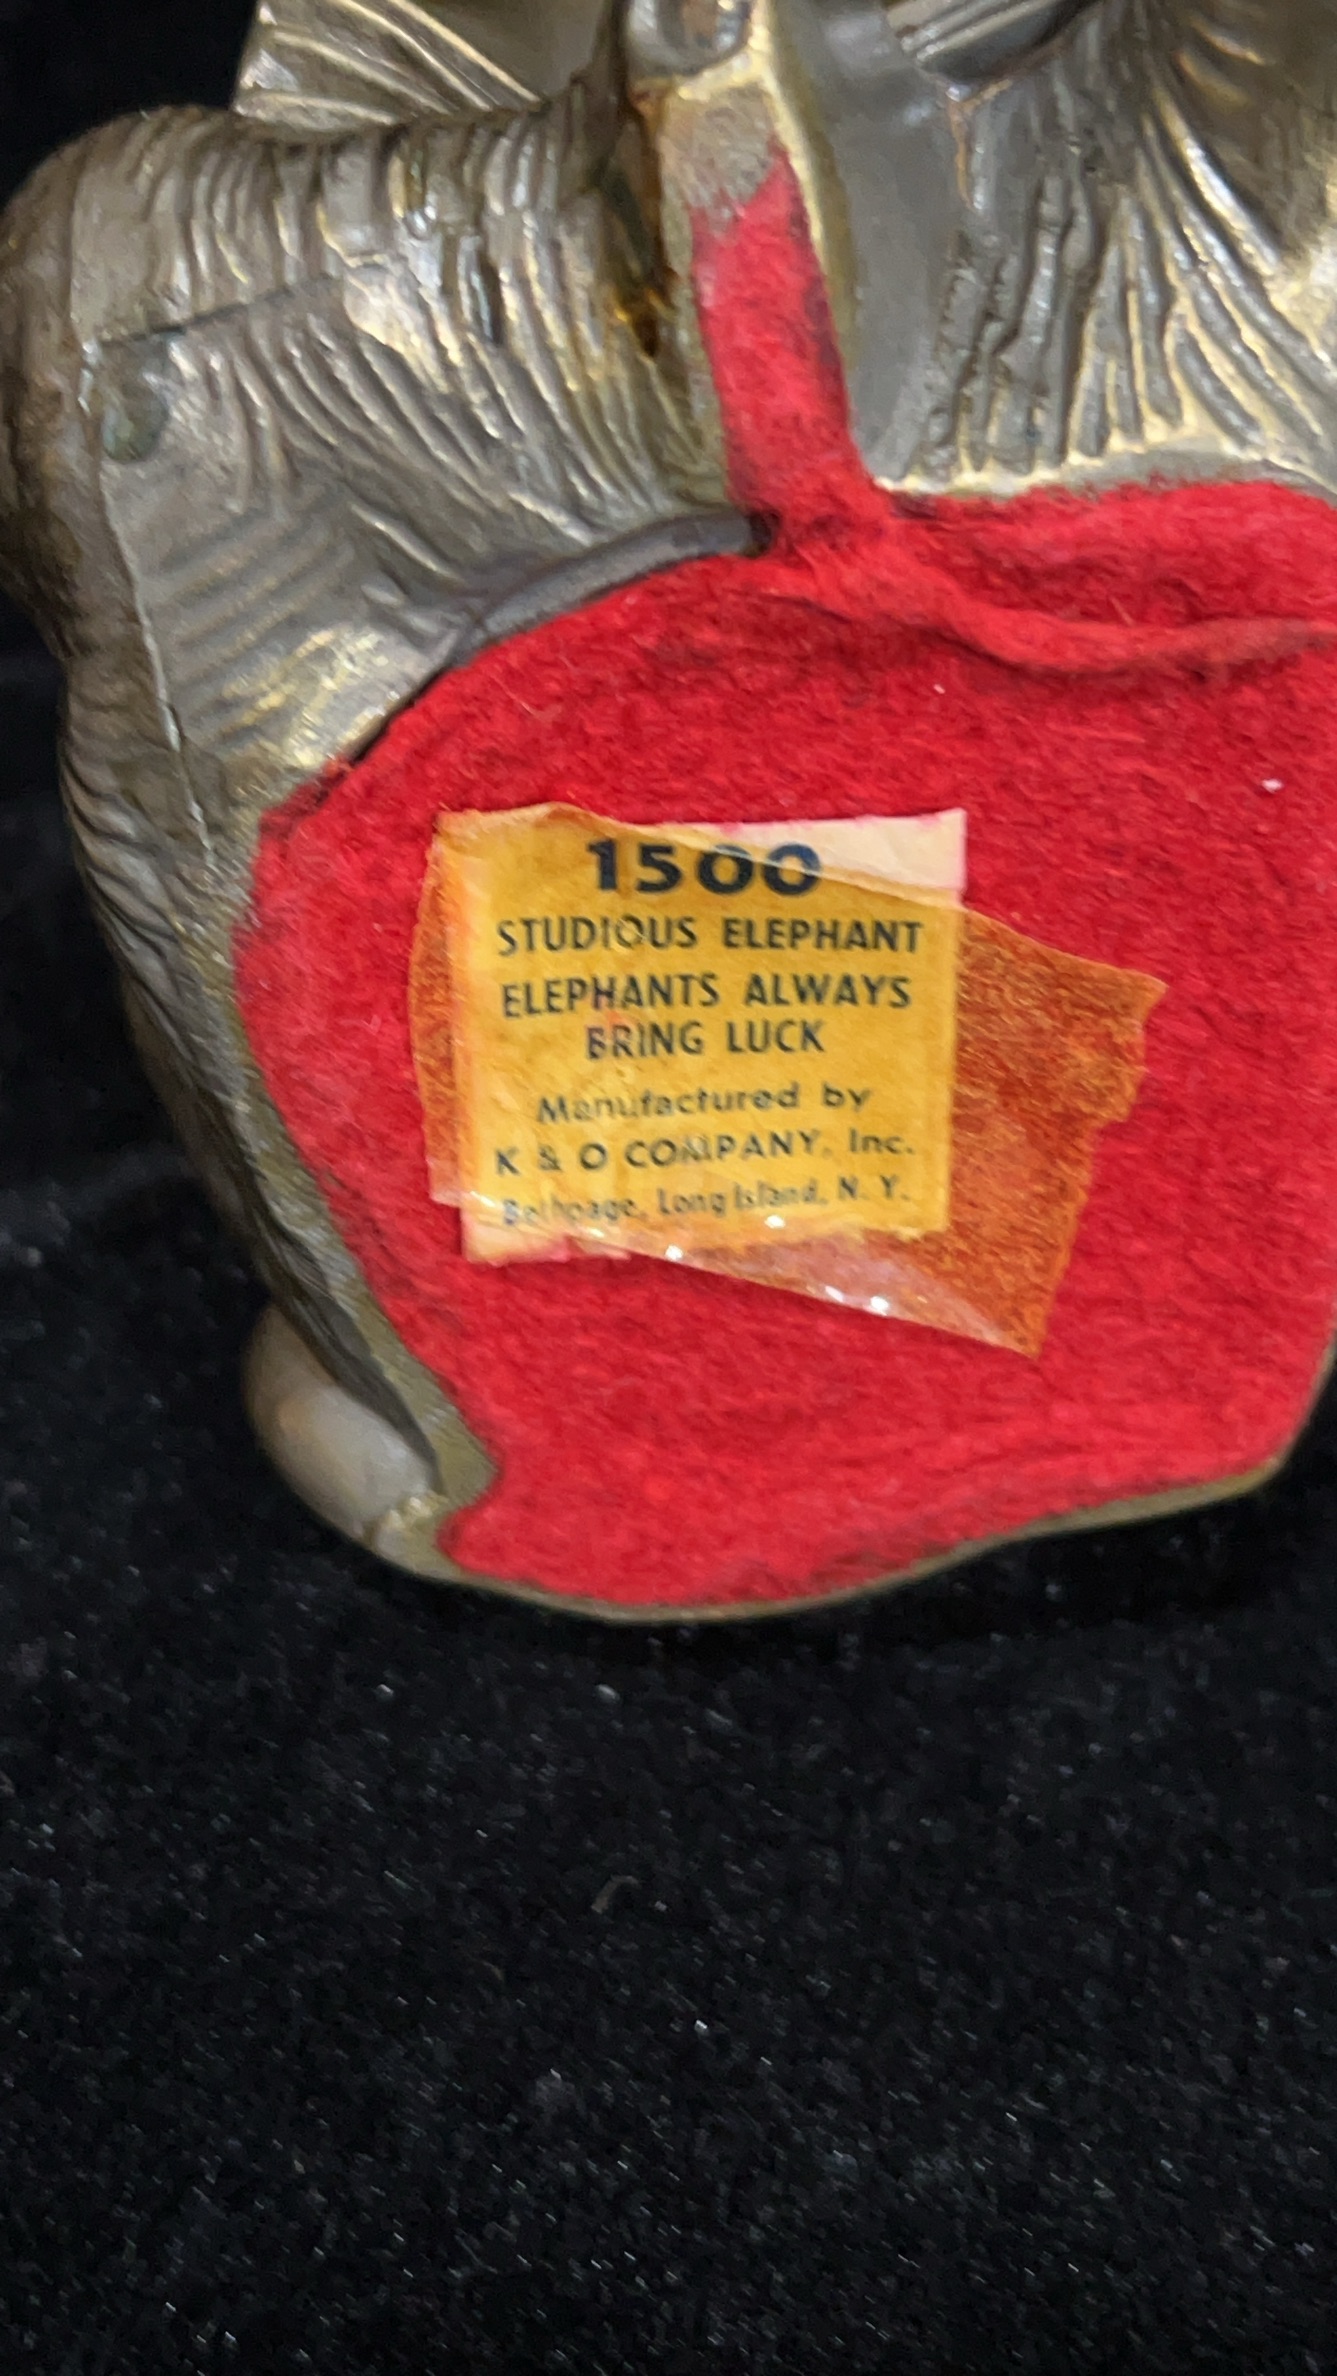 1500
STUDIOUS ELEPHANT
ELEPHANTS ALWAYS
BRING LUCK
Manufactured by
K & O COMPANY, Inc.
Bethpage, Long Island, N. Y.